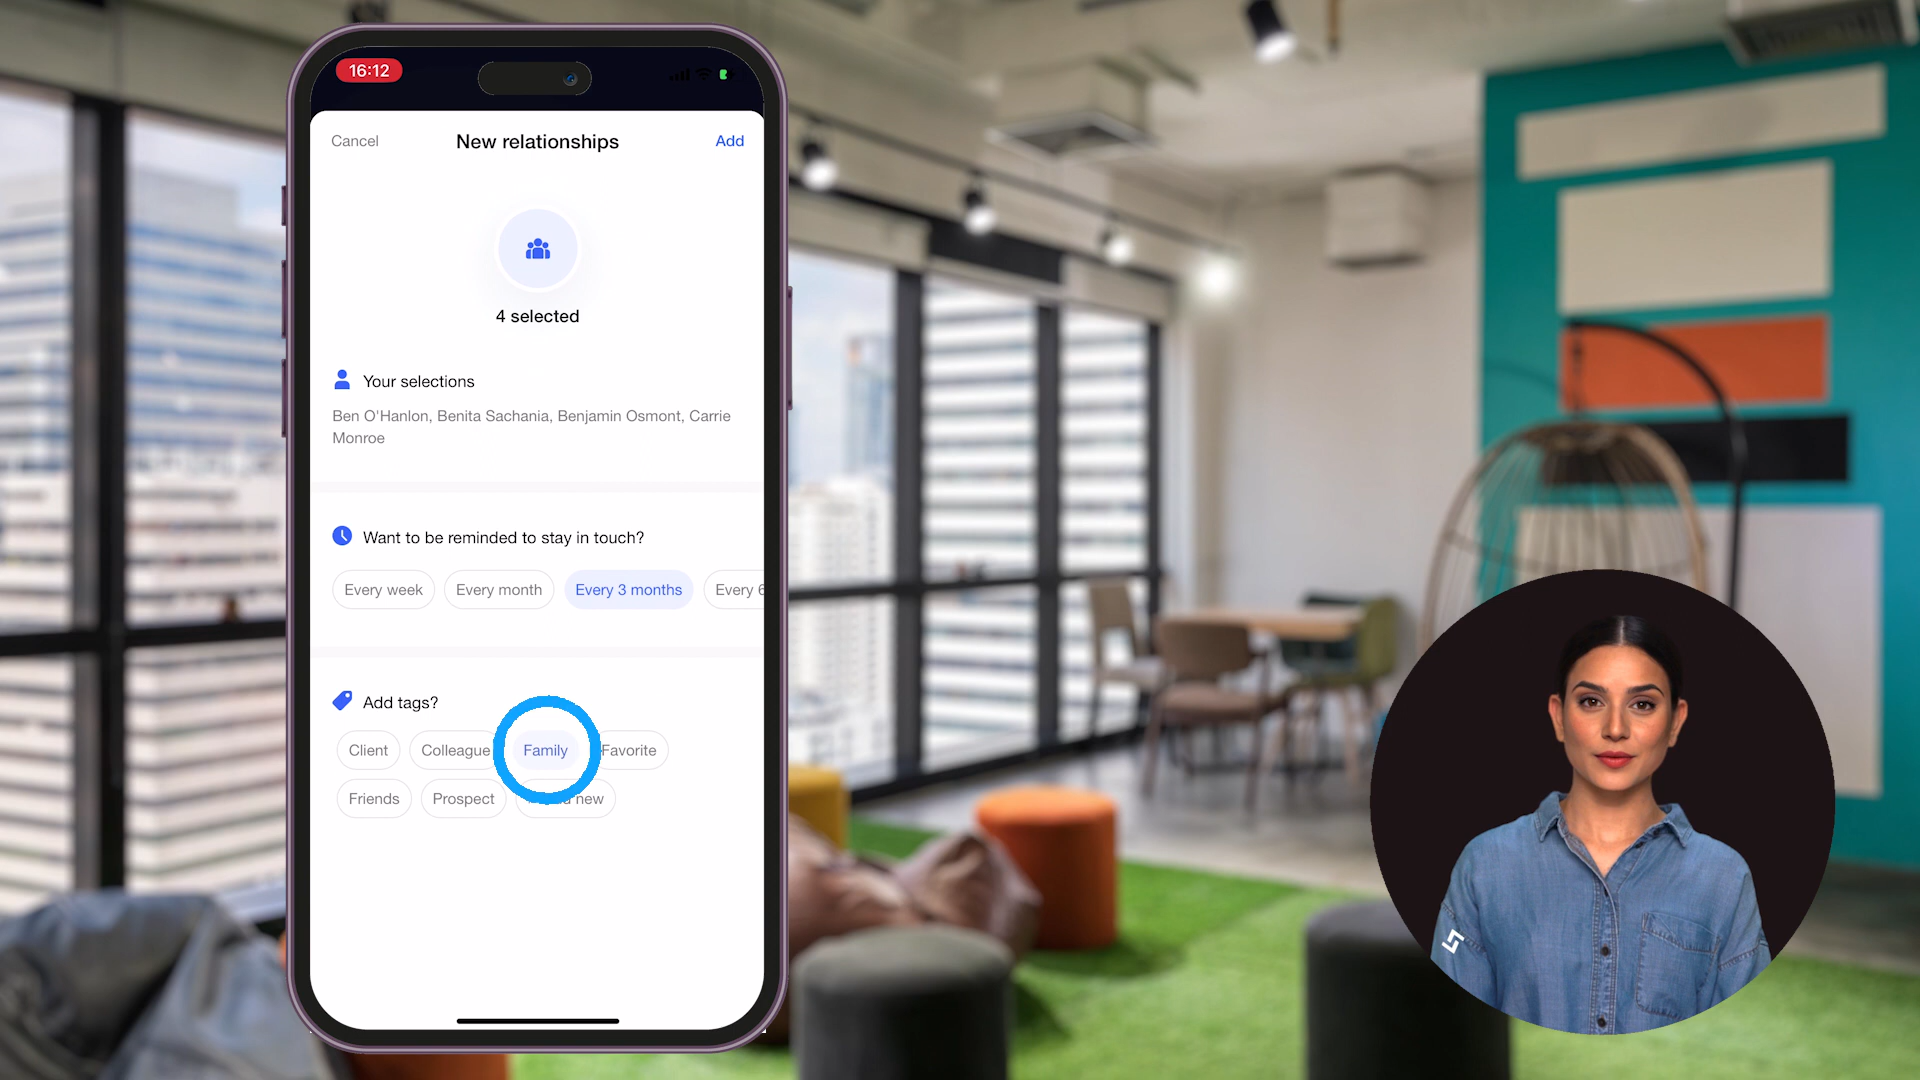 16:12
Cancel
New relationships
Add
4 selected
Your selections
Ben O'Hanlon, Benita Sachania, Benjamin Osmont, Carrie
Monroe
Want to be reminded to stay in touch?
Every week
Every month
Every 3 months
Every 6
Add tags?
Client
Colleague
Family
Favorite
Friends
Prospect
new